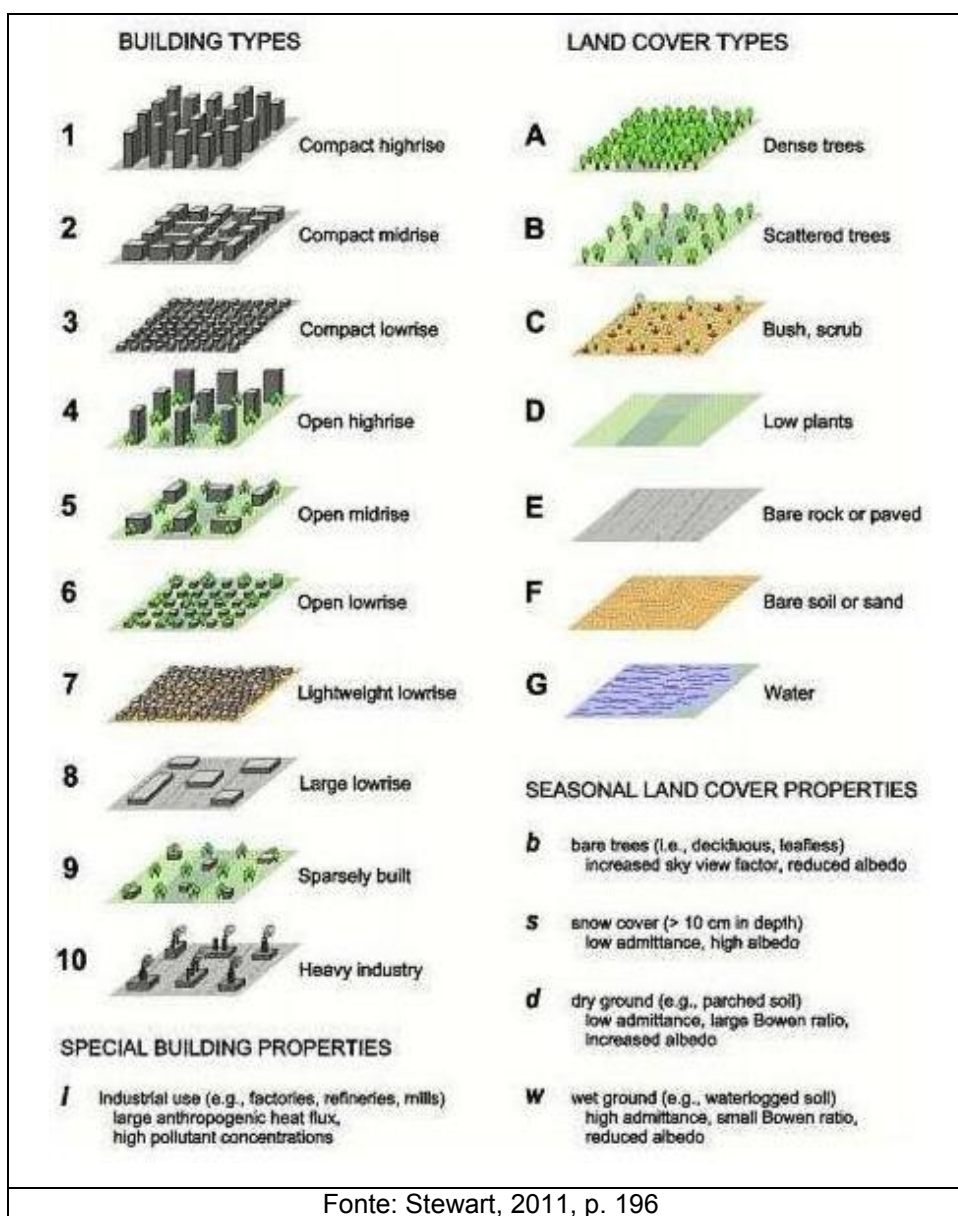 BUILDING TYPES
1 Compact highrise
2 Compact midrise
3 Compact lowrise
4 Open highrise
5 Open midrise
6 Open lowrise
7 Lightweight lowrise
8 Large lowrise
9 Sparsely built
10 Heavy industry
SPECIAL BUILDING PROPERTIES
i Industrial use (e.g., factories, refineries, mills)
large anthropogenic heat flux,
high pollutant concentrations
LAND COVER TYPES
A Dense trees
B Scattered trees
C Bush, scrub
D Low plants
E Bare rock or paved
F Bare soil or sand
G Water
SEASONAL LAND COVER PROPERTIES
b bare trees (i.e., deciduous, leafless)
increased sky view factor, reduced albedo
s snow cover (> 10 cm in depth)
low admittance, high albedo
d dry ground (e.g., parched soil)
low admittance, large Bowen ratio,
increased albedo
w wet ground (e.g., waterlogged soil)
high admittance, small Bowen ratio,
reduced albedo
Fonte: Stewart, 2011, p. 196